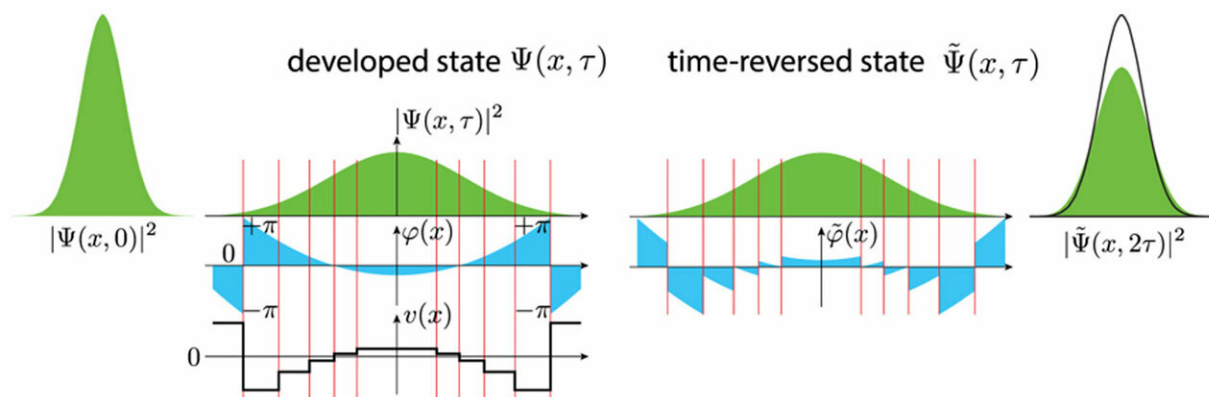 developed state Ψ(x, τ)
time-reversed state Ψ̃(x, τ)
|Ψ(x, τ)|²
|Ψ(x, 0)|²
+π
φ(x)
+π
φ̃(x)
|Ψ̃(x, 2τ)|²
0
−π
v(x)
−π
0